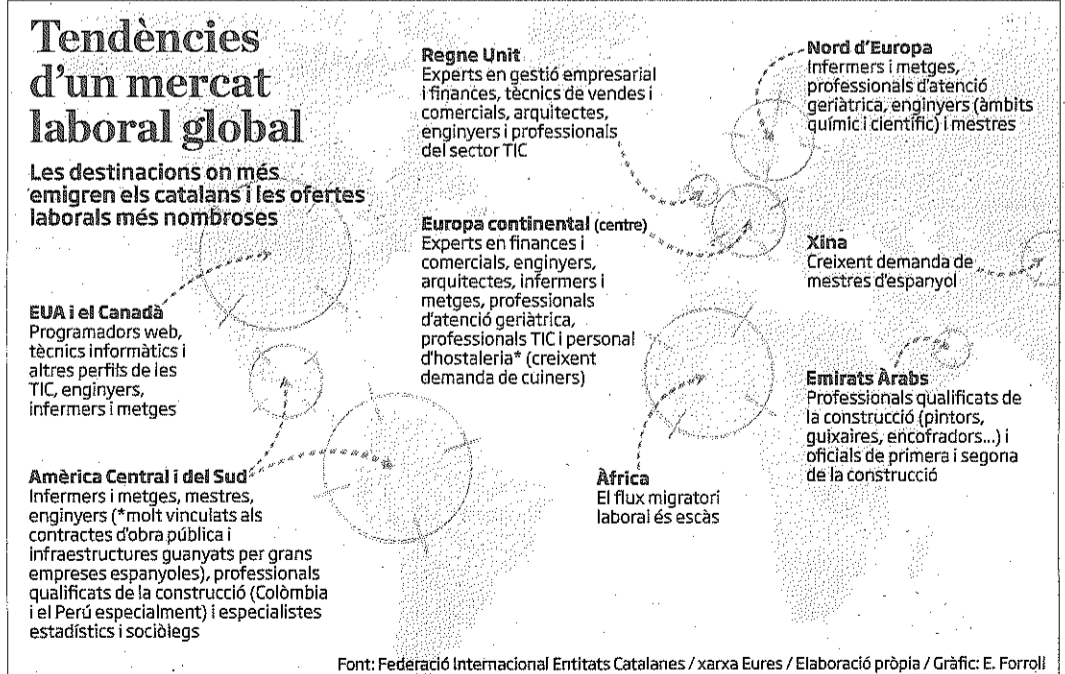 Tendències
d'un mercat
laboral global
Les destinacions on més
emigren els catalans i les ofertes
laborals més nombroses
EUA i el Canadà
Programadors web,
tècnics informàtics i
altres perfils de les
TIC, enginyers,
infermers i metges
Amèrica Central i del Sud
Infermers i metges, mestres,
enginyers (*molt vinculats als
contractes d'obra pública i
infraestructures guanyats per grans
empreses espanyoles), professionals
qualificats de la construcció (Colòmbia
i el Perú especialment) i especialistes
estadístics i sociòlegs
Regne Unit
Experts en gestió empresarial
i finances, tècnics de vendes i
comercials, arquitectes,
enginyers i professionals
del sector TIC
Europa continental (centre)
Experts en finances i
comercials, enginyers,
arquitectes, infermers i
metges, professionals
d'atenció geriàtrica,
professionals TIC i personal
d'hostaleria* (creixent
demanda de cuiners)
Àfrica
El flux migratori
laboral és escàs
Nord d'Europa
Infermers i metges,
professionals d'atenció
geriàtrica, enginyers (àmbits
químic i científic) i mestres
Xina
Creixent demanda de
mestres d'espanyol
Emirats Àrabs
Professionals qualificats de
la construcció (pintors,
guixaires, encofradors...) i
oficials de primera i segona
de la construcció
Font: Federació Internacional Entitats Catalanes / xarxa Eures / Elaboració pròpia / Gràfic: E. Forroll